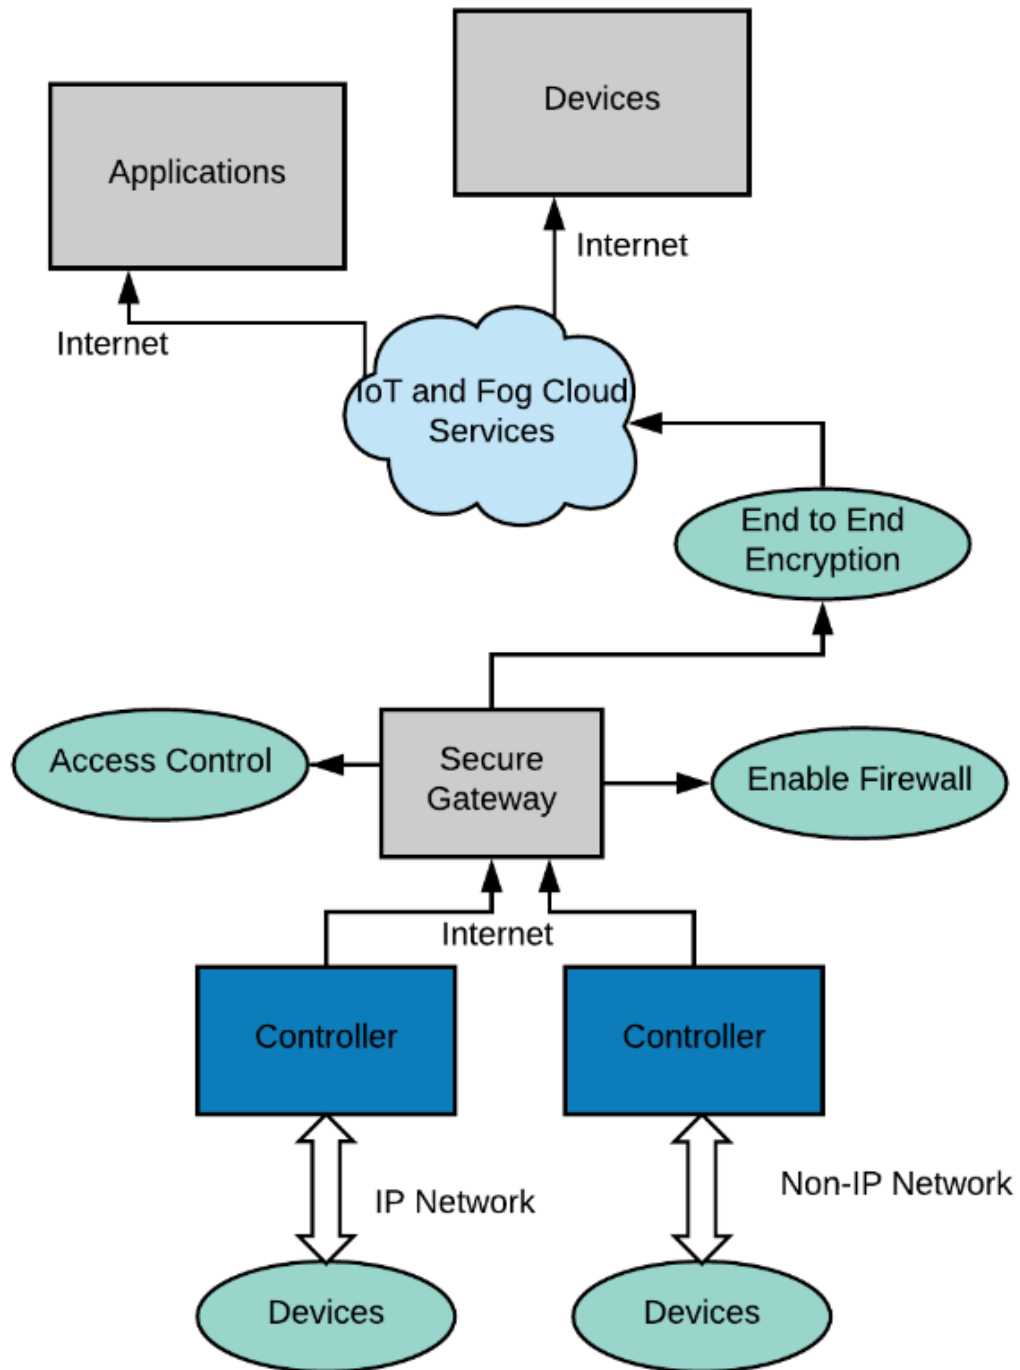 Devices
Applications
Internet
Internet
IoT and Fog Cloud
Services
End to End
Encryption
Access Control
Secure
Gateway
Enable Firewall
Internet
Controller
Controller
IP Network
Non-IP Network
Devices
Devices